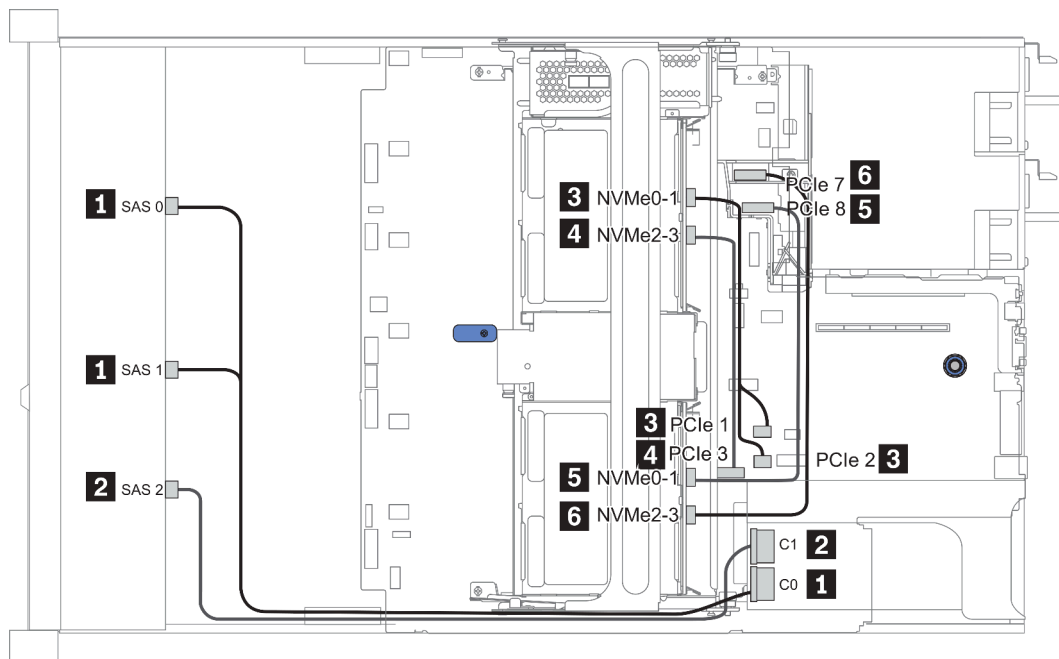 1 SAS 0
3 NVMe0-1
PCIe 7 6
PCIe 8 5
4 NVMe2-3
1 SAS 1
3 PCIe 1
4 PCIe 3
PCIe 2 3
5 NVMe0-1
2 SAS 2
6 NVMe2-3
C1 2
C0 1